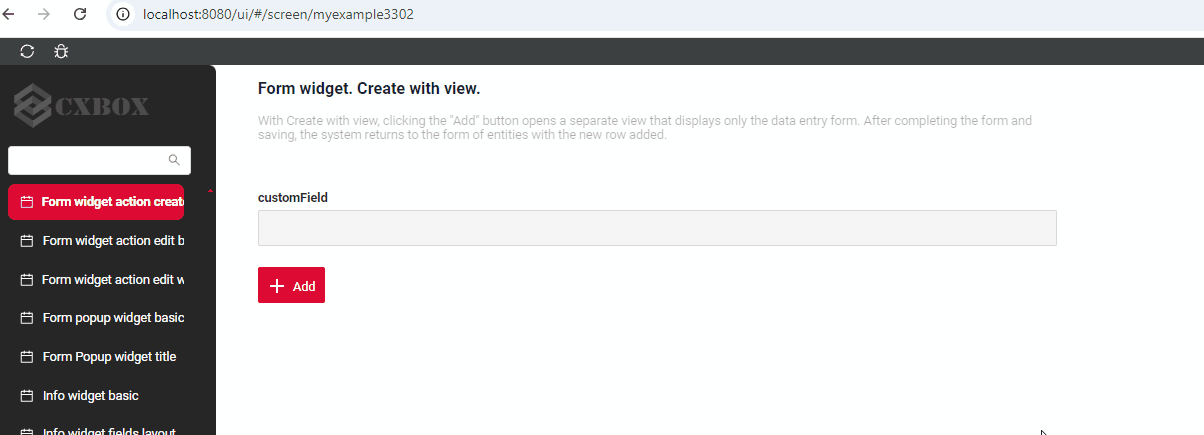 localhost:8080/ui/#/screen/myexample3302
CXBOX
Form widget action creat
Form widget action edit b
Form widget action edit w
Form popup widget basic
Form Popup widget title
Info widget basic
Info widget fields layout
Form widget. Create with view.
With Create with view, clicking the "Add" button opens a separate view that displays only the data entry form. After completing the form and
saving, the system returns to the form of entities with the new row added.
customField
Add